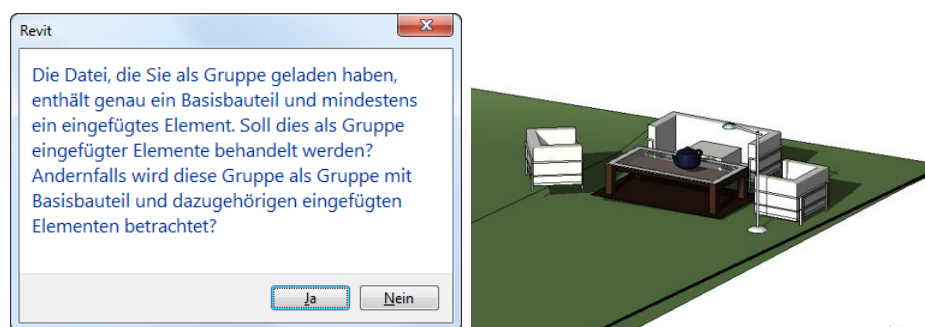 Revit
Die Datei, die Sie als Gruppe geladen haben,
enthält genau ein Basisbauteil und mindestens
ein eingefügtes Element. Soll dies als Gruppe
eingefügter Elemente behandelt werden?
Andernfalls wird diese Gruppe als Gruppe mit
Basisbauteil und dazugehörigen eingefügten
Elementen betrachtet?
Ja
Nein